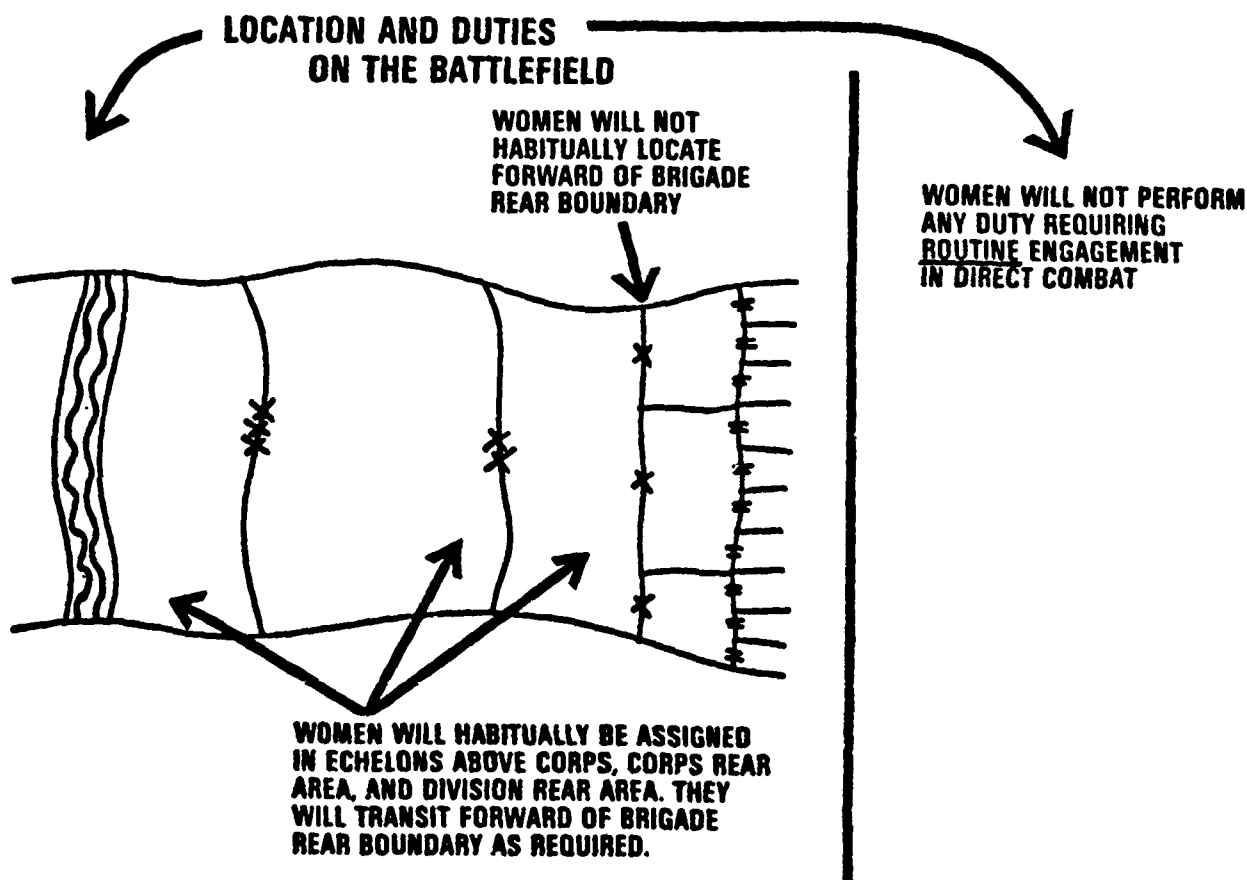 LOCATION AND DUTIES
ON THE BATTLEFIELD
WOMEN WILL NOT
HABITUALLY LOCATE
FORWARD OF BRIGADE
REAR BOUNDARY
WOMEN WILL NOT PERFORM
ANY DUTY REQUIRING
ROUTINE ENGAGEMENT
IN DIRECT COMBAT
WOMEN WILL HABITUALLY BE ASSIGNED
IN ECHELONS ABOVE CORPS, CORPS REAR
AREA, AND DIVISION REAR AREA. THEY
WILL TRANSIT FORWARD OF BRIGADE
REAR BOUNDARY AS REQUIRED.